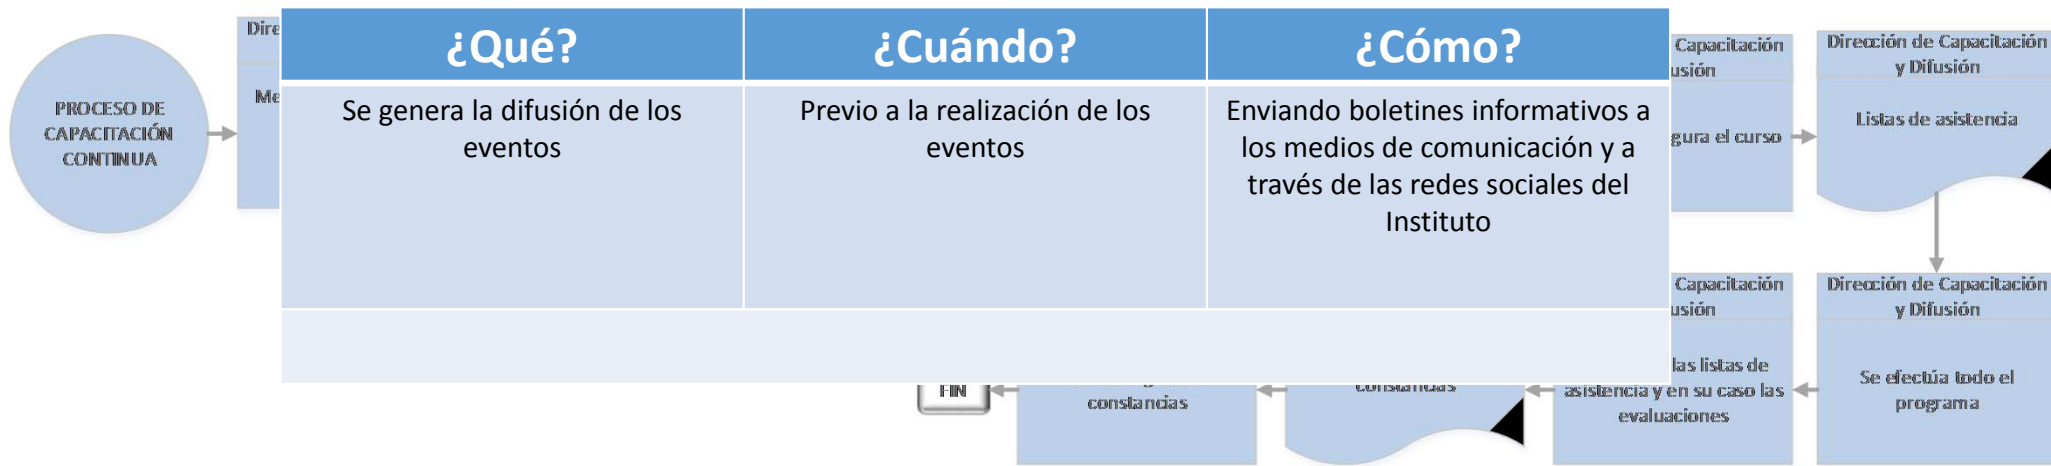 PROCESO DE
CAPACITACIÓN
CONTINUA
¿Qué?
¿Cuándo?
¿Cómo?
Se genera la difusión de los
eventos
Previo a la realización de los
eventos
Enviando boletines informativos a
los medios de comunicación y a
través de las redes sociales del
Instituto
Capacitación
el curso
Dirección de Capacitación
y Difusión
Listas de asistencia
Dirección de Capacitación
y Difusión
Se efectúa todo el
programa
Capacitación
las listas de
asistencia y en su caso las
evaluaciones
constancias
constancias
FIN